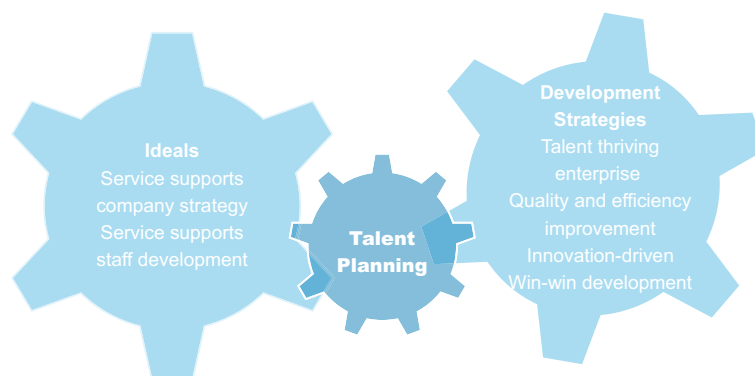 Ideals
Service supports
company strategy
Service supports
staff development
Talent
Planning
Development
Strategies
Talent thriving
enterprise
Quality and efficiency
improvement
Innovation-driven
Win-win development